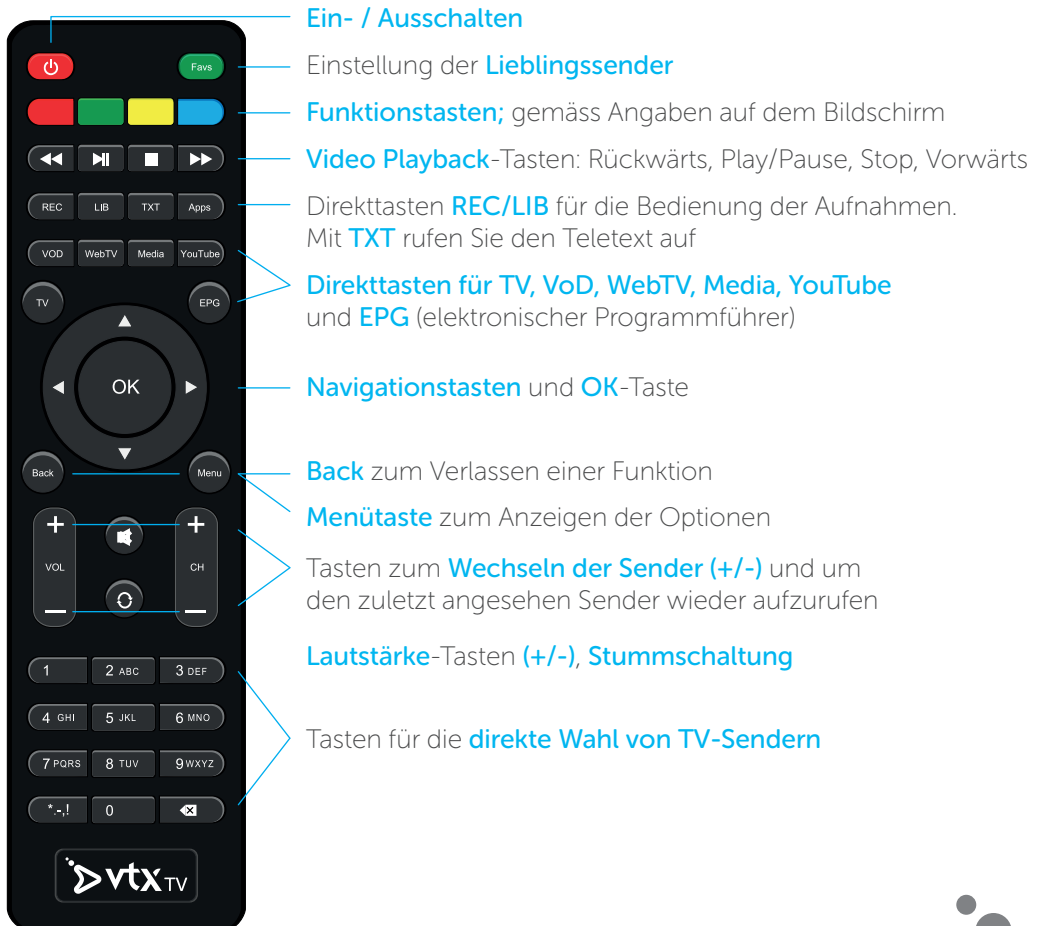 Ein- / Ausschalten
Favs
Einstellung der Lieblingssender
Funktionstasten; gemäss Angaben auf dem Bildschirm
Video Playback-Tasten: Rückwärts, Play/Pause, Stop, Vorwärts
REC LIB TXT Apps
Direkttasten REC/LIB für die Bedienung der Aufnahmen.
Mit TXT rufen Sie den Teletext auf
VOD WebTV Media YouTube
TV EPG
Direkttasten für TV, VoD, WebTV, Media, YouTube
und EPG (elektronischer Programmführer)
OK
Navigationstasten und OK-Taste
Back Menu
Back zum Verlassen einer Funktion
Menütaste zum Anzeigen der Optionen
+ +
VOL CH
Tasten zum Wechseln der Sender (+/-) und um
den zuletzt angesehen Sender wieder aufzurufen
— —
Lautstärke-Tasten (+/-), Stummschaltung
1 2 ABC 3 DEF
4 GHI 5 JKL 6 MNO
Tasten für die direkte Wahl von TV-Sendern
7 PQRS 8 TUV 9 WXYZ
*.-,! 0
vtx TV